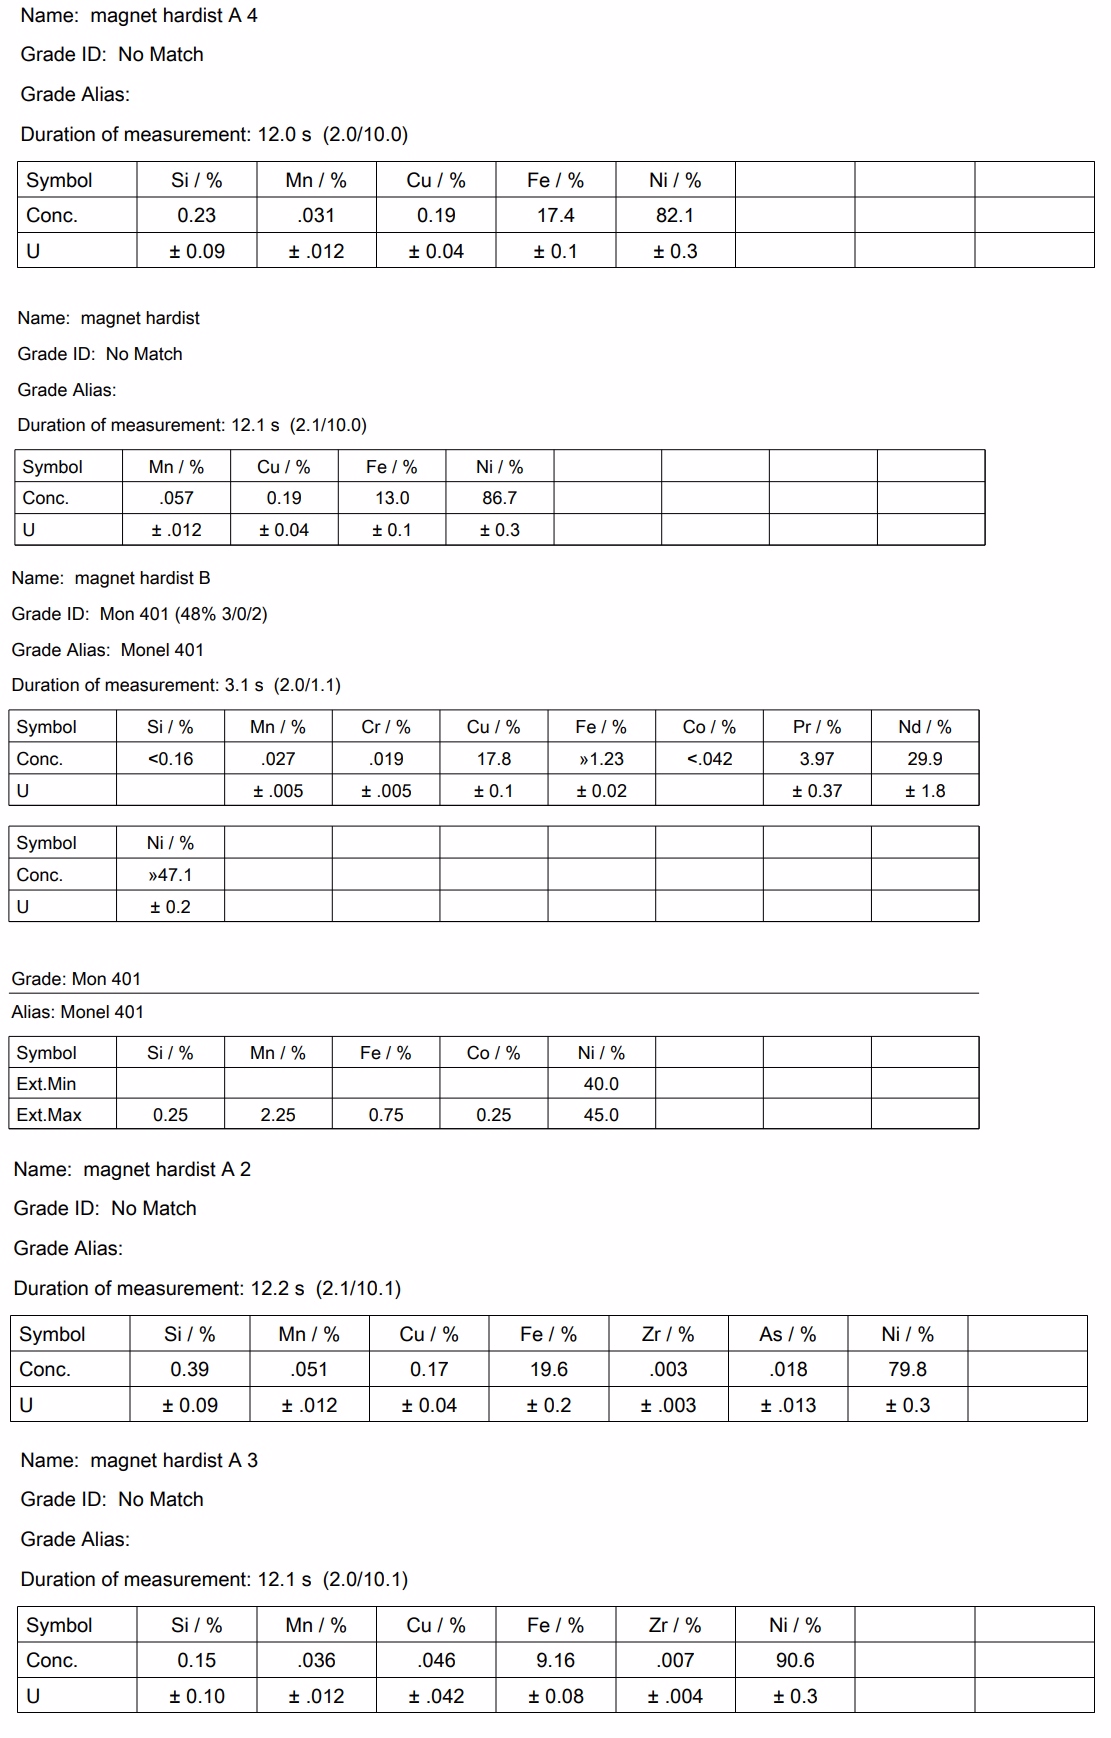 Name: magnet hardist A 4
Grade ID: No Match
Grade Alias:
Duration of measurement: 12.0 s (2.0/10.0)
Symbol Si / % Mn / % Cu / % Fe / % Ni / %
Conc. 0.23 .031 0.19 17.4 82.1
U ± 0.09 ± .012 ± 0.04 ± 0.1 ± 0.3
Name: magnet hardist
Grade ID: No Match
Grade Alias:
Duration of measurement: 12.1 s (2.1/10.0)
Symbol Mn / % Cu / % Fe / % Ni / %
Conc. .057 0.19 13.0 86.7
U ± .012 ± 0.04 ± 0.1 ± 0.3
Name: magnet hardist B
Grade ID: Mon 401 (48% 3/0/2)
Grade Alias: Monel 401
Duration of measurement: 3.1 s (2.0/1.1)
Symbol Si / % Mn / % Cr / % Cu / % Fe / % Co / % Pr / % Nd / %
Conc. <0.16 .027 .019 17.8 »1.23 <.042 3.97 29.9
U ± .005 ± .005 ± 0.1 ± 0.02 ± 0.37 ± 1.8
Symbol Ni / %
Conc. »47.1
U ± 0.2
Grade: Mon 401
Alias: Monel 401
Symbol Si / % Mn / % Fe / % Co / % Ni / %
Ext.Min 40.0
Ext.Max 0.25 2.25 0.75 0.25 45.0
Name: magnet hardist A 2
Grade ID: No Match
Grade Alias:
Duration of measurement: 12.2 s (2.1/10.1)
Symbol Si / % Mn / % Cu / % Fe / % Zr / % As / % Ni / %
Conc. 0.39 .051 0.17 19.6 .003 .018 79.8
U ± 0.09 ± .012 ± 0.04 ± 0.2 ± .003 ± .013 ± 0.3
Name: magnet hardist A 3
Grade ID: No Match
Grade Alias:
Duration of measurement: 12.1 s (2.0/10.1)
Symbol Si / % Mn / % Cu / % Fe / % Zr / % Ni / %
Conc. 0.15 .036 .046 9.16 .007 90.6
U ± 0.10 ± .012 ± .042 ± 0.08 ± .004 ± 0.3